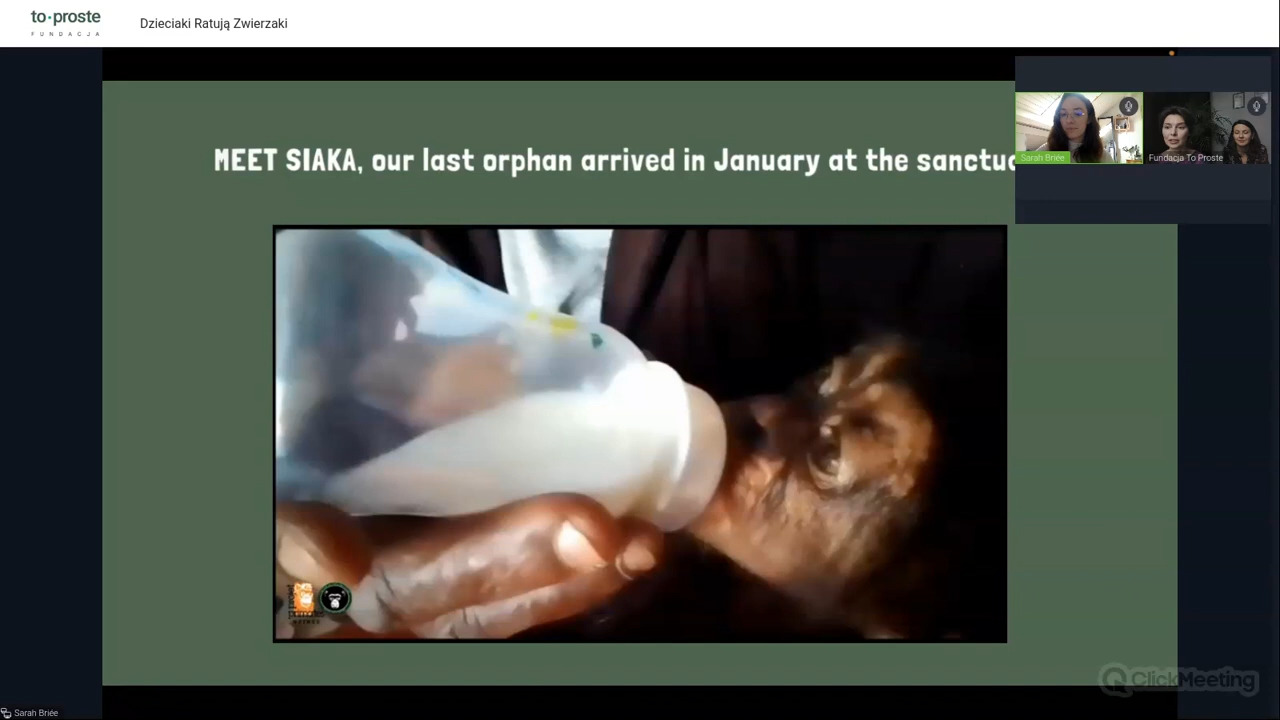 to·proste
FUNDACJA
Dzieciaki Ratują Zwierzaki
MEET SIAKA, our last orphan arrived in January at the sanctuc
Sarah Briée
Fundacja To Proste
ClickMeeting
Sarah Briée